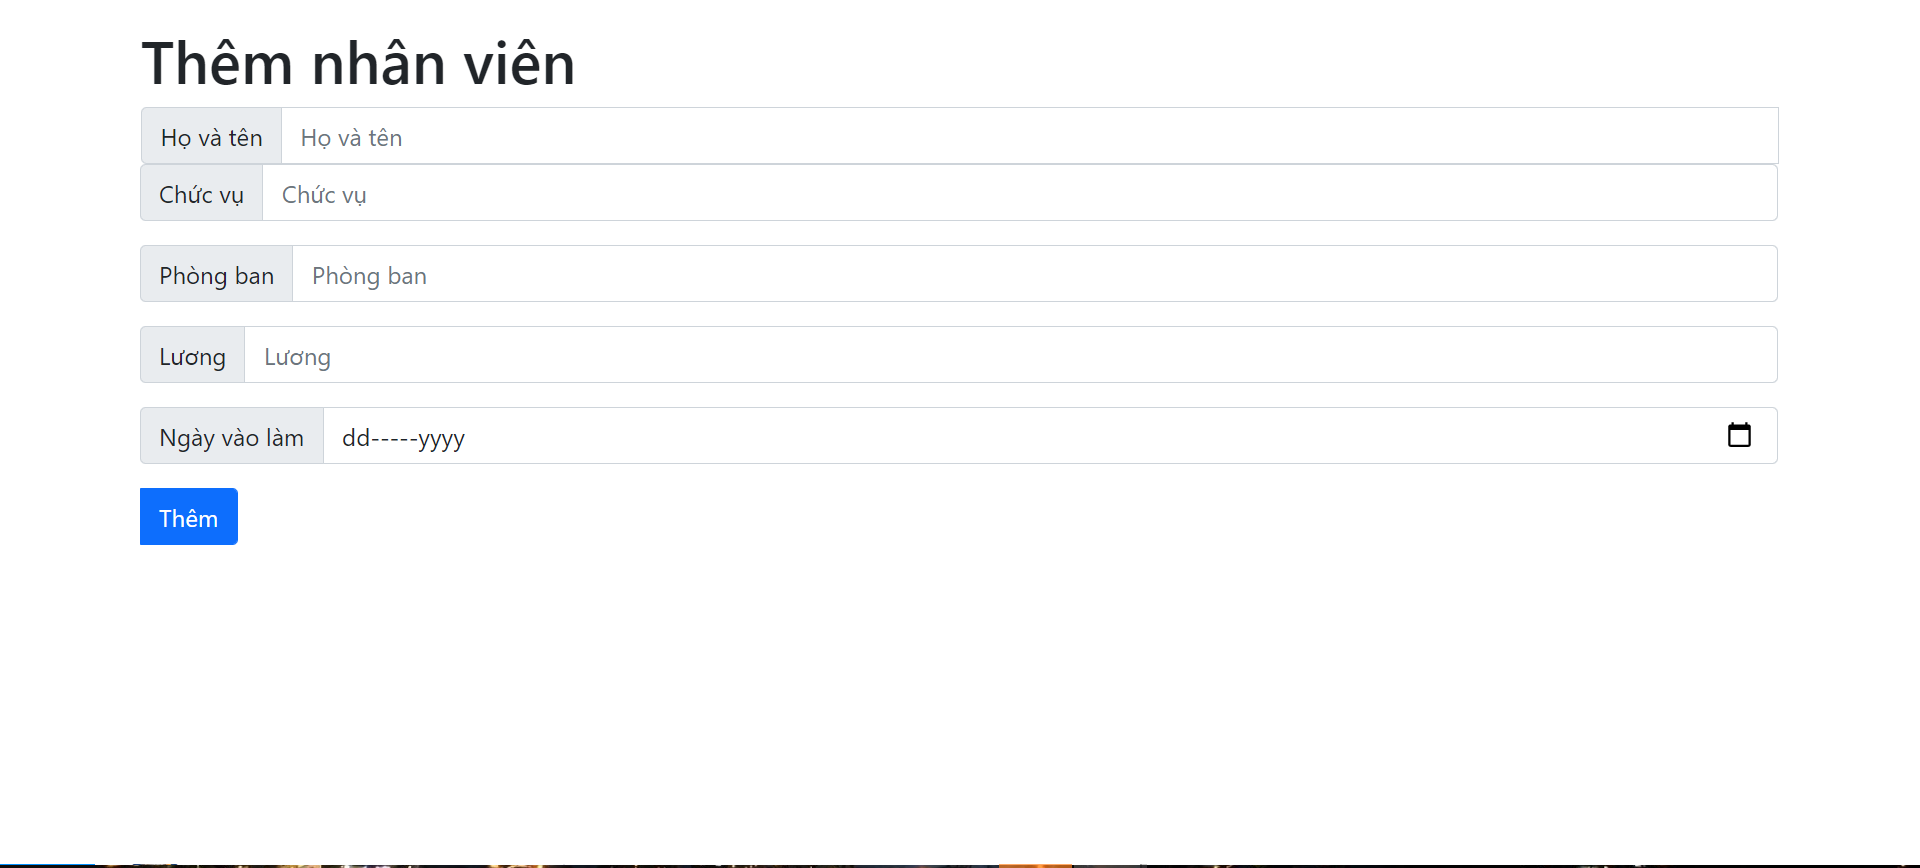 Thêm nhân viên
Họ và tên Họ và tên
Chức vụ Chức vụ
Phòng ban Phòng ban
Lương Lương
Ngày vào làm dd-----yyyy
Thêm